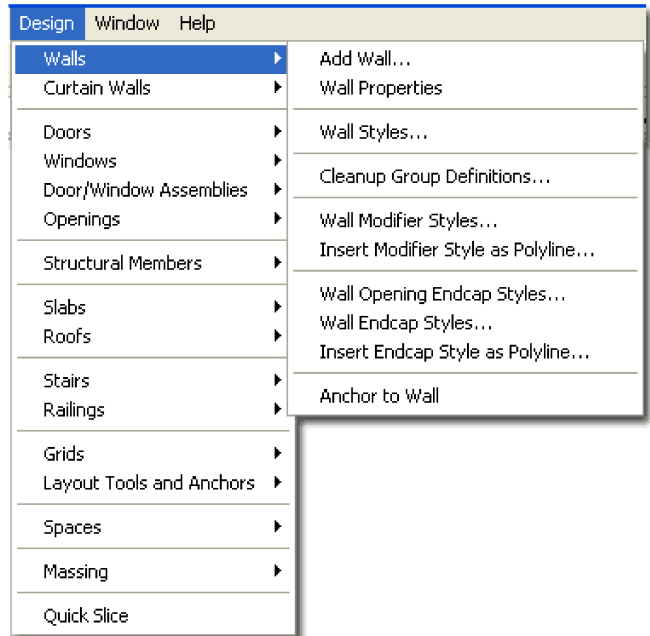 Design Window Help
Walls
Curtain Walls
Doors
Windows
Door/Window Assemblies
Openings
Structural Members
Slabs
Roofs
Stairs
Railings
Grids
Layout Tools and Anchors
Spaces
Massing
Quick Slice
Add Wall...
Wall Properties
Wall Styles...
Cleanup Group Definitions...
Wall Modifier Styles...
Insert Modifier Style as Polyline...
Wall Opening Endcap Styles...
Wall Endcap Styles...
Insert Endcap Style as Polyline...
Anchor to Wall